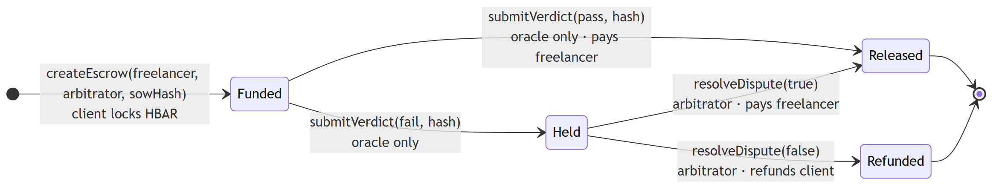 createEscrow(freelancer,
arbitrator, sowHash)
client locks HBAR
Funded
submitVerdict(pass, hash)
oracle only · pays
freelancer
submitVerdict(fail, hash)
oracle only
Held
resolveDispute(true)
arbitrator · pays freelancer
resolveDispute(false)
arbitrator · refunds client
Released
Refunded